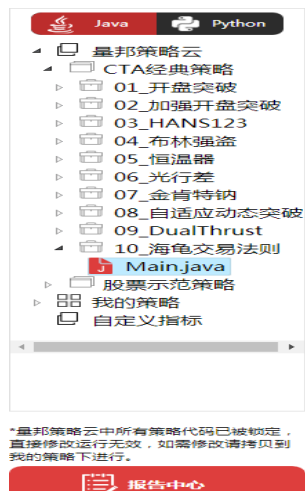 Java Python
量邦策略云
CTA经典策略
01_开盘突破
02_加强开盘突破
03_HANS123
04_布林强盗
05_恒温器
06_光行差
07_金肯特纳
08_自适应动态突破
09_DualThrust
10_海龟交易法则
Main.java
股票示范策略
我的策略
自定义指标
*量邦策略云中所有策略代码已被锁定，
直接修改运行无效，如需修改请拷贝到
我的策略下进行。
报告中心